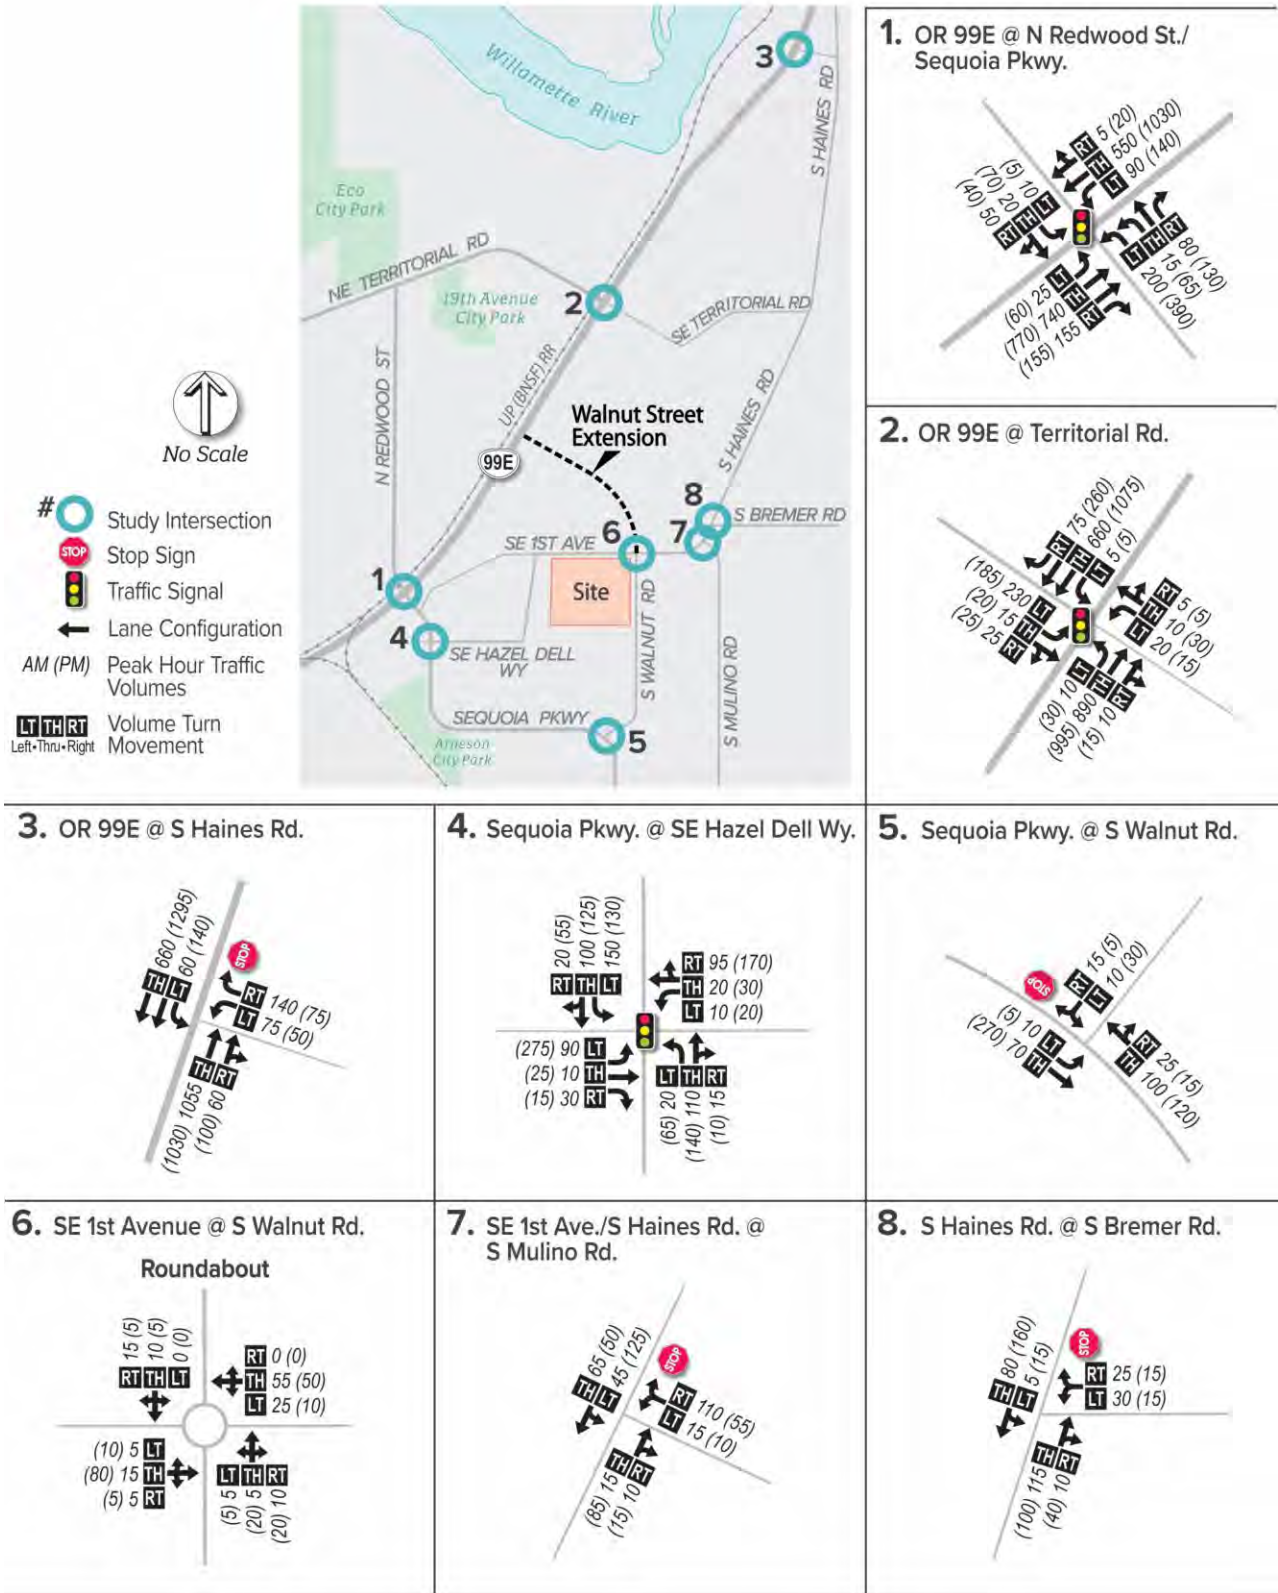 Willamette
River
3
S HAINES RD
Eco
City Park
NE TERRITORIAL RD
19th Avenue
City Park
2
SE TERRITORIAL RD
N REDWOOD ST
UP (BNSF) RR
S HAINES RD
Walnut Street
Extension
99E
8
S BREMER RD
7
6
SE 1ST AVE
1
Site
4
SE HAZEL DELL
WY
S WALNUT RD
S MULINO RD
SEQUOIA PKWY
5
Arneson
City Park
No Scale
# Study Intersection
STOP Stop Sign
Traffic Signal
Lane Configuration
AM (PM) Peak Hour Traffic
Volumes
LT TH RT Volume Turn
Left•Thru•Right Movement
1. OR 99E @ N Redwood St./
Sequoia Pkwy.
RT 5 (20)
TH 550 (1030)
LT 90 (140)
(5) 10 LT
(70) 20 TH
(40) 50 RT
LT TH RT
80 (130)
15 (65)
200 (390)
(60) 25 LT
(770) 740 TH
(155) 155 RT
2. OR 99E @ Territorial Rd.
RT 75 (260)
TH 660 (1075)
LT 5 (5)
(185) 230 LT
(20) 15 TH
(25) 25 RT
RT 5 (5)
TH 10 (30)
LT 20 (15)
(30) 10 LT
(995) 890 TH
(15) 10 RT
3. OR 99E @ S Haines Rd.
TH 660 (1295)
LT 60 (140)
STOP
RT 140 (75)
LT 75 (50)
(1030) 1055 TH
(100) 60 RT
4. Sequoia Pkwy. @ SE Hazel Dell Wy.
RT 20 (55)
TH 100 (125)
LT 150 (130)
RT 95 (170)
TH 20 (30)
LT 10 (20)
(275) 90 LT
(25) 10 TH
(15) 30 RT
(65) 20 LT
(140) 110 TH
(10) 15 RT
5. Sequoia Pkwy. @ S Walnut Rd.
STOP
RT 15 (5)
LT 10 (30)
(5) 10 LT
(270) 70 TH
RT 25 (15)
TH 100 (120)
6. SE 1st Avenue @ S Walnut Rd.
Roundabout
RT 15 (5)
TH 10 (5)
LT 0 (0)
RT 0 (0)
TH 55 (50)
LT 25 (10)
(10) 5 LT
(80) 15 TH
(5) 5 RT
(5) 5 LT
(20) 5 TH
(20) 10 RT
7. SE 1st Ave./S Haines Rd. @
S Mulino Rd.
TH 65 (50)
LT 45 (125)
STOP
RT 110 (55)
LT 15 (10)
(85) 15 TH
(15) 10 RT
8. S Haines Rd. @ S Bremer Rd.
TH 80 (160)
LT 5 (15)
STOP
RT 25 (15)
LT 30 (15)
(100) 115 TH
(40) 10 RT